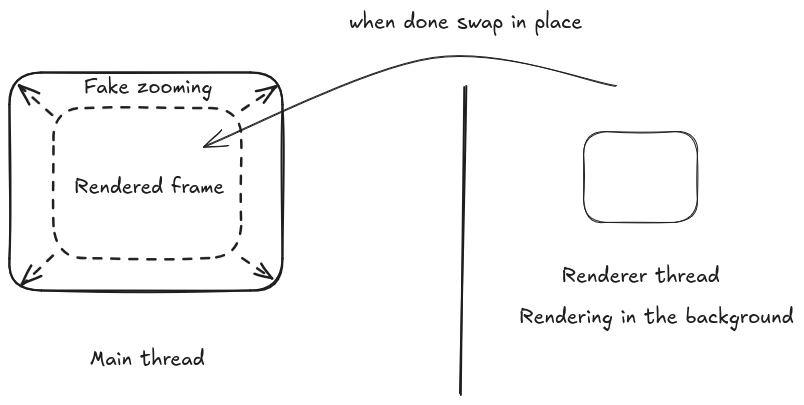 when done swap in place
Fake zooming
Rendered frame
Renderer thread
Rendering in the background
Main thread